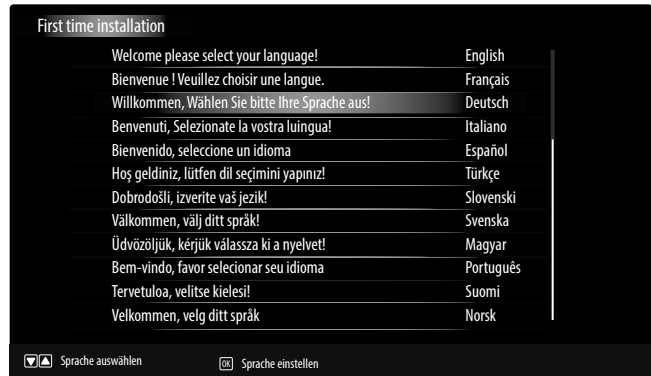 First time installation
Welcome please select your language! English
Bienvenue ! Veuillez choisir une langue. Français
Willkommen, Wählen Sie bitte Ihre Sprache aus! Deutsch
Benvenuti, Selezionate la vostra luingua! Italiano
Bienvenido, seleccione un idioma Español
Hoş geldiniz, lütfen dil seçimini yapınız! Türkçe
Dobrodošli, izverite vaš jezik! Slovenski
Välkommen, välj ditt språk! Svenska
Üdvözöljük, kérjük válassza ki a nyelvet! Magyar
Bem-vindo, favor selecionar seu idioma Português
Tervetuloa, velitse kielesi! Suomi
Velkommen, velg ditt språk Norsk
Sprache auswählen OK Sprache einstellen